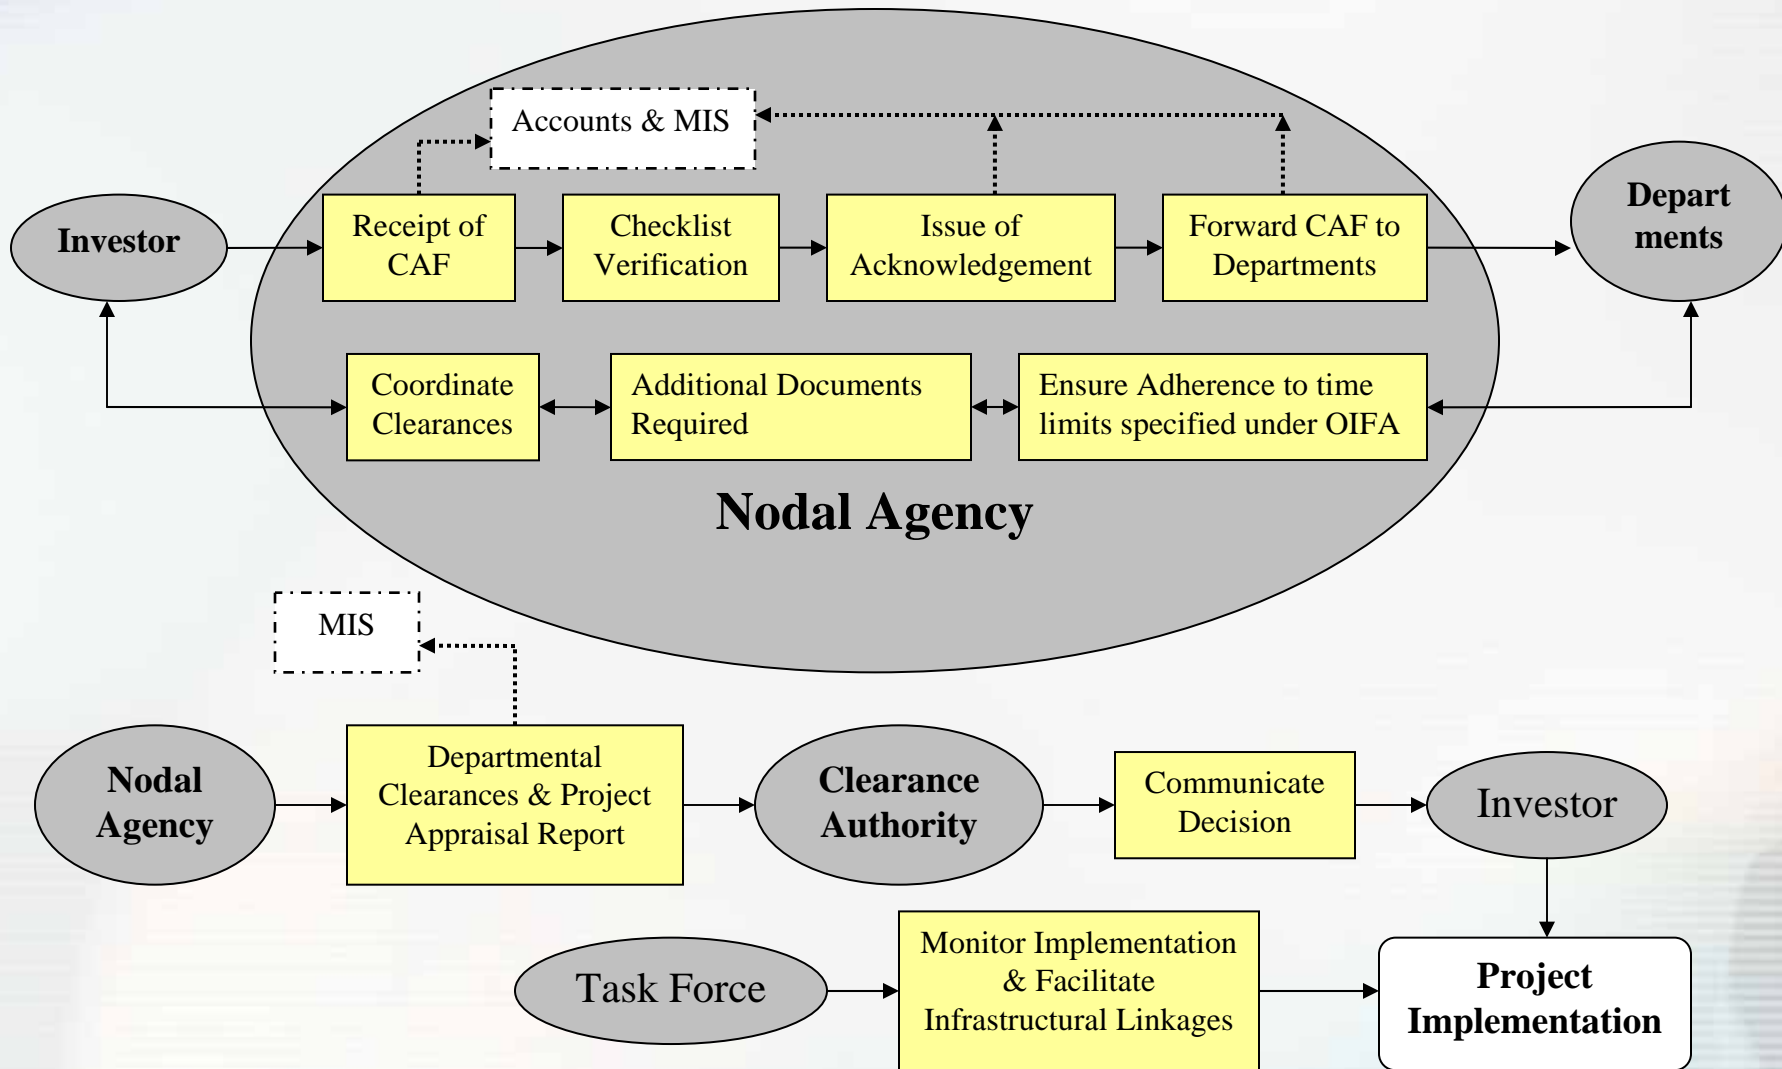 Accounts & MIS
Investor
Receipt of
CAF
Checklist
Verification
Issue of
Acknowledgement
Forward CAF to
Departments
Depart
ments
Coordinate
Clearances
Additional Documents
Required
Ensure Adherence to time
limits specified under OIFA
Nodal Agency
MIS
Nodal
Agency
Departmental
Clearances & Project
Appraisal Report
Clearance
Authority
Communicate
Decision
Investor
Task Force
Monitor Implementation
& Facilitate
Infrastructural Linkages
Project
Implementation